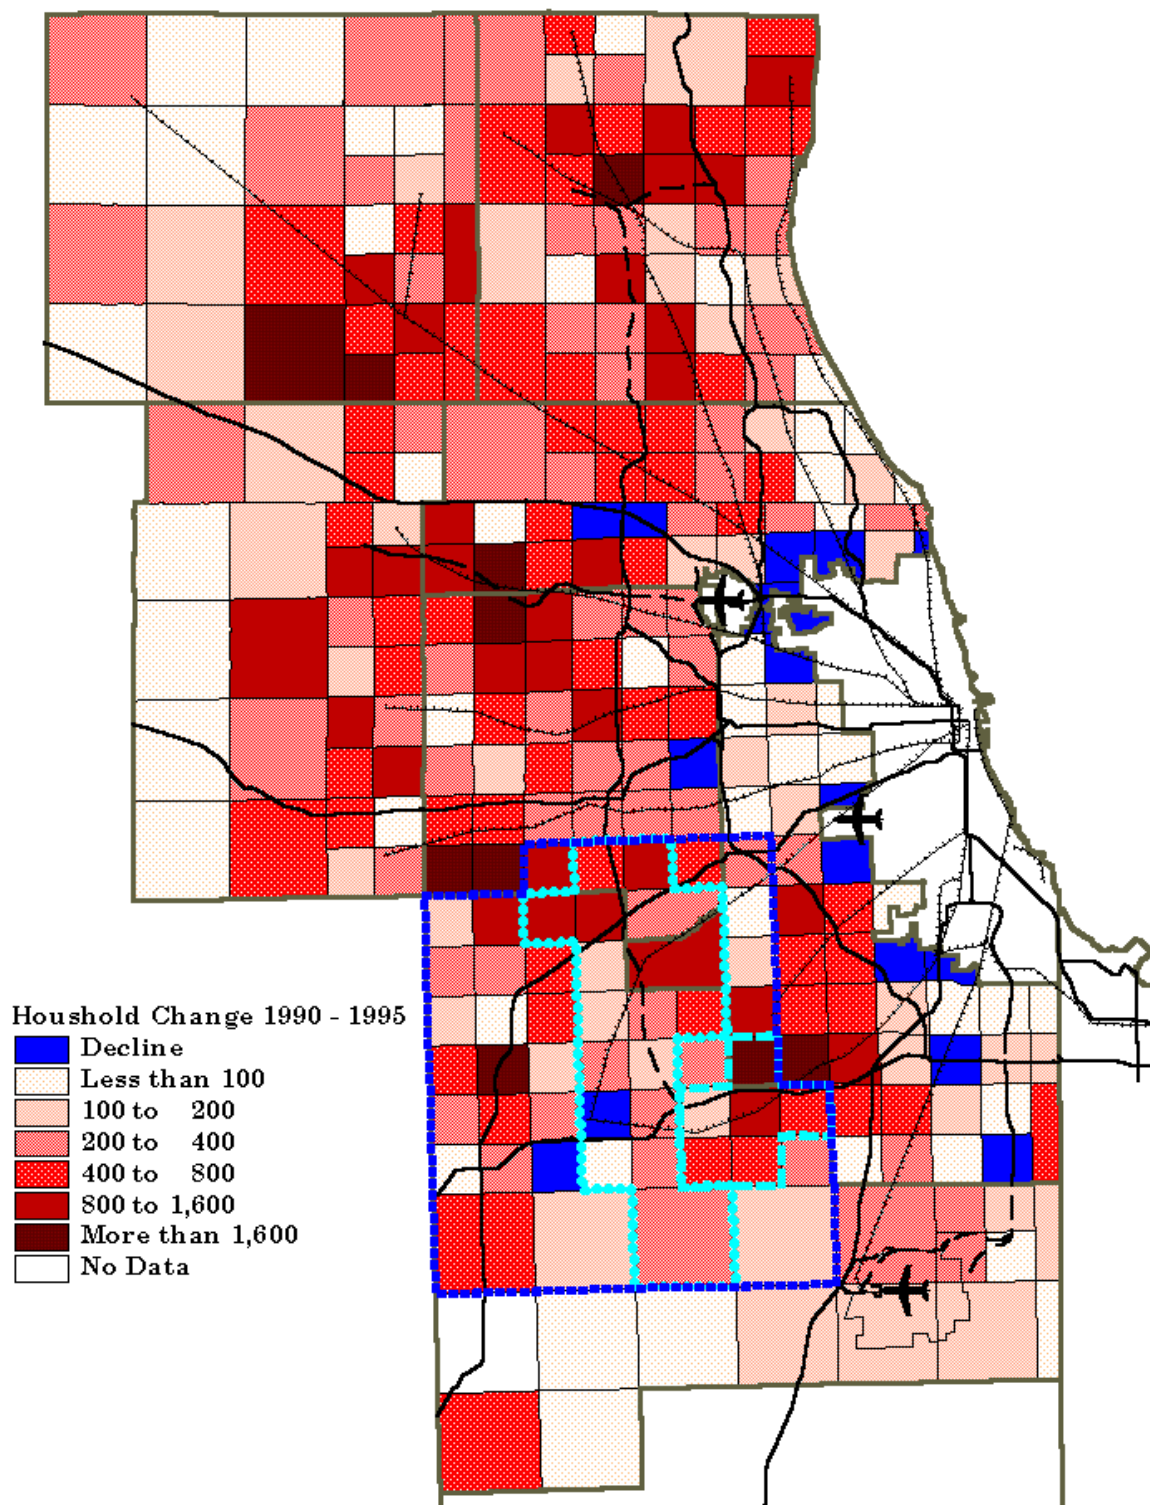 Houshold Change 1990 - 1995
Decline
Less than 100
100 to 200
200 to 400
400 to 800
800 to 1,600
More than 1,600
No Data